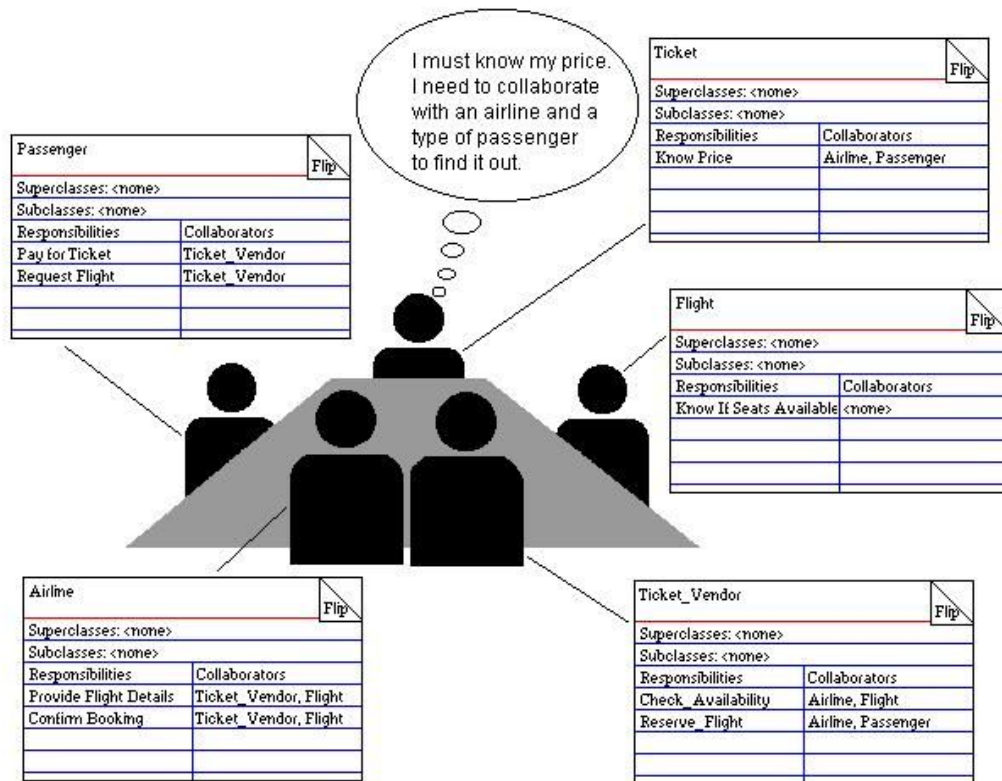 I must know my price.
I need to collaborate
with an airline and a
type of passenger
to find it out.
Ticket
Flip
Superclasses: <none>
Subclasses: <none>
Responsibilities Collaborators
Know Price Airline, Passenger
Passenger
Flip
Superclasses: <none>
Subclasses: <none>
Responsibilities Collaborators
Pay for Ticket Ticket_Vendor
Request Flight Ticket_Vendor
Flight
Flip
Superclasses: <none>
Subclasses: <none>
Responsibilities Collaborators
Know If Seats Available <none>
Airline
Flip
Superclasses: <none>
Subclasses: <none>
Responsibilities Collaborators
Provide Flight Details Ticket_Vendor, Flight
Confirm Booking Ticket_Vendor, Flight
Ticket_Vendor
Flip
Superclasses: <none>
Subclasses: <none>
Responsibilities Collaborators
Check_Availability Airline, Flight
Reserve_Flight Airline, Passenger